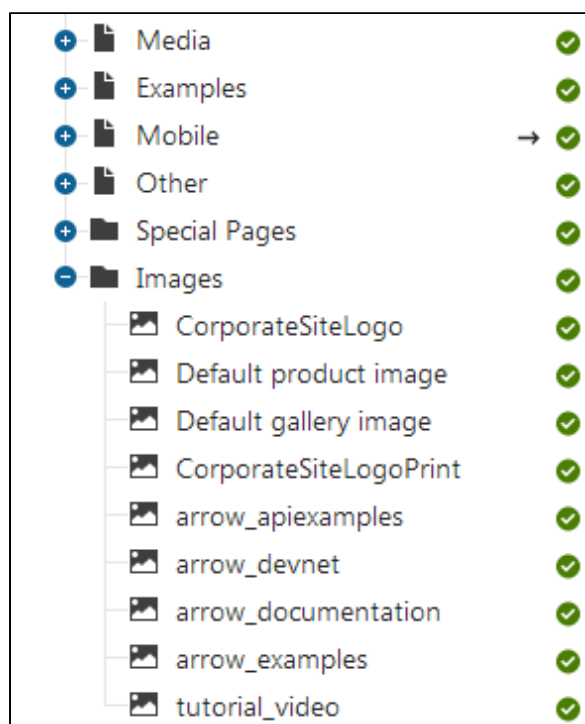 Media
Examples
Mobile
Other
Special Pages
Images
CorporateSiteLogo
Default product image
Default gallery image
CorporateSiteLogoPrint
arrow_apiexamples
arrow_devnet
arrow_documentation
arrow_examples
tutorial_video